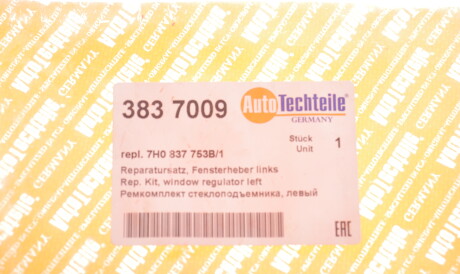 383 7009
AutoTechteile®
GERMANY
Stück
Unit 1
repl. 7H0 837 753B/1
Reparatursatz, Fensterheber links
Rep. Kit, window regulator left
Ремкомплект стеклоподъемника, левый
EAC